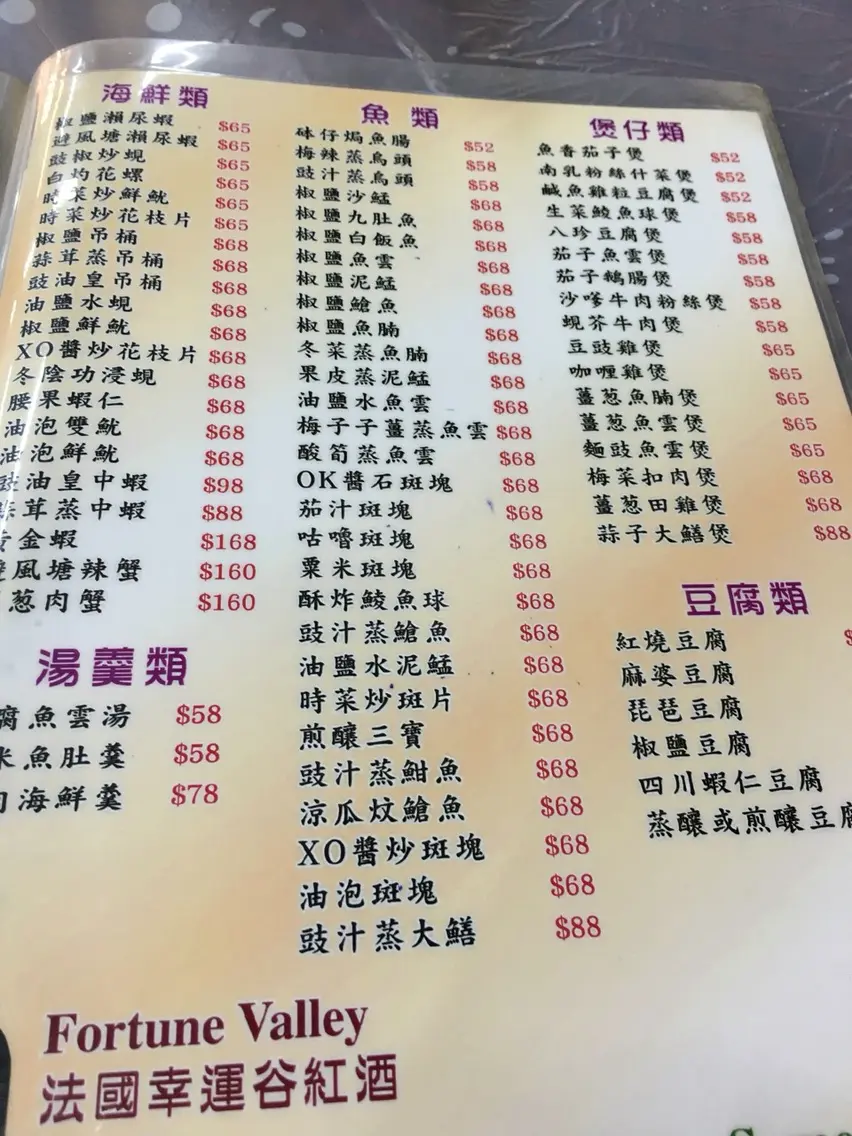 海鮮類
椒鹽瀨尿蝦 $65
避風塘瀨尿蝦 $65
豉椒炒蜆 $65
白灼花螺 $65
時菜炒鮮魷 $65
時菜炒花枝片 $65
椒鹽吊桶 $68
蒜茸蒸吊桶 $68
豉油皇吊桶 $68
油鹽水蜆 $68
椒鹽鮮魷 $68
XO醬炒花枝片 $68
冬陰功浸蜆 $68
腰果蝦仁 $68
油泡雙魷 $68
油泡鮮魷 $68
豉油皇中蝦 $98
茸蒸中蝦 $88
黃金蝦 $168
避風塘辣蟹 $160
葱肉蟹 $160
湯羹類
腐魚雲湯 $58
米魚肚羹 $58
海鮮羹 $78
魚類
砵仔焗魚腸 $52
梅辣蒸烏頭 $58
豉汁蒸烏頭 $58
椒鹽沙鯭 $68
椒鹽九肚魚 $68
椒鹽白飯魚 $68
椒鹽魚雲 $68
椒鹽泥鯭 $68
椒鹽鎗魚 $68
椒鹽魚腩 $68
冬菜蒸魚腩 $68
果皮蒸泥鯭 $68
油鹽水魚雲 $68
梅子子薑蒸魚雲 $68
酸筍蒸魚雲 $68
OK醬石斑塊 $68
茄汁斑塊 $68
咕嚕斑塊 $68
粟米斑塊 $68
酥炸鯪魚球 $68
豉汁蒸鎗魚 $68
油鹽水泥鯭 $68
時菜炒斑片 $68
煎釀三寶 $68
豉汁蒸魽魚 $68
涼瓜炆鎗魚 $68
XO醬炒斑塊 $68
油泡斑塊 $68
豉汁蒸大鱔 $88
煲仔類
魚香茄子煲 $52
南乳粉絲什菜煲 $52
鹹魚雞粒豆腐煲 $52
生菜鯪魚球煲 $58
八珍豆腐煲 $58
茄子魚雲煲 $58
茄子鵝腸煲 $58
沙嗲牛肉粉絲煲 $58
蜆芥牛肉煲 $58
豆豉雞煲 $65
咖喱雞煲 $65
薑葱魚腩煲 $65
薑葱魚雲煲 $65
麵豉魚雲煲 $65
梅菜扣肉煲 $68
薑葱田雞煲 $68
蒜子大鱔煲 $88
豆腐類
紅燒豆腐
麻婆豆腐
琵琶豆腐
椒鹽豆腐
四川蝦仁豆腐
蒸釀或煎釀豆腐
Fortune Valley
法國幸運谷紅酒